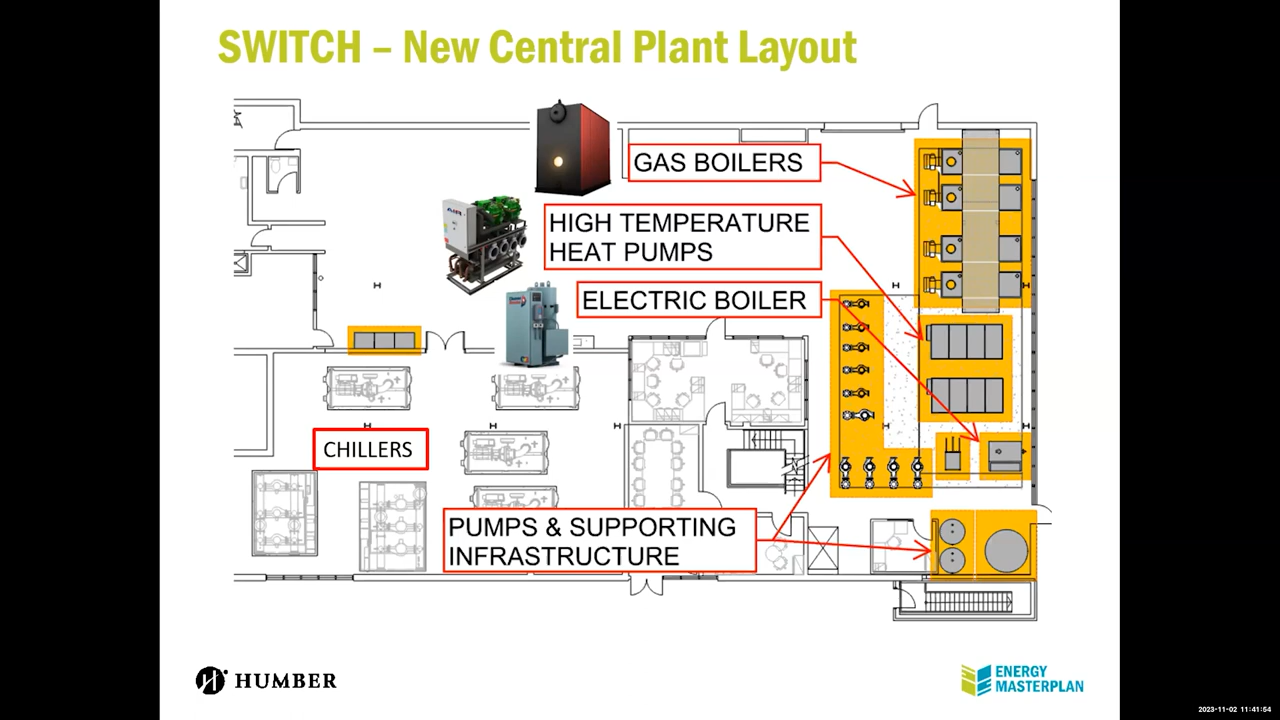 SWITCH – New Central Plant Layout
GAS BOILERS
HIGH TEMPERATURE
HEAT PUMPS
ELECTRIC BOILER
CHILLERS
PUMPS & SUPPORTING
INFRASTRUCTURE
HUMBER
ENERGY
MASTERPLAN
2023-11-02 11:41:54